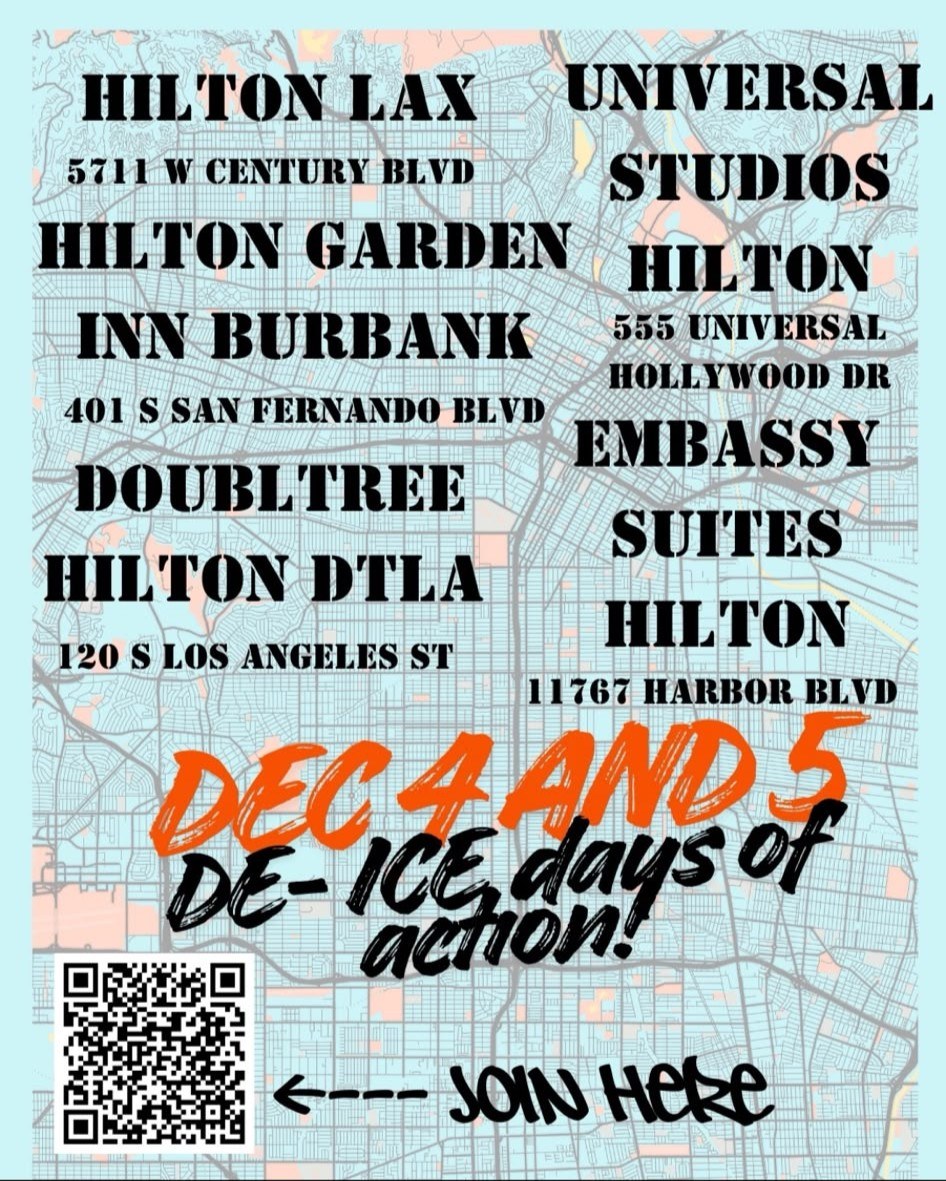 HILTON LAX
5711 W CENTURY BLVD
HILTON GARDEN
INN BURBANK
401 S SAN FERNANDO BLVD
DOUBLTREE
HILTON DTLA
120 S LOS ANGELES ST
UNIVERSAL
STUDIOS
HILTON
555 UNIVERSAL
HOLLYWOOD DR
EMBASSY
SUITES
HILTON
11767 HARBOR BLVD
DEC 4 AND 5
DE- ICE days of
action!
<---- JOIN HERE